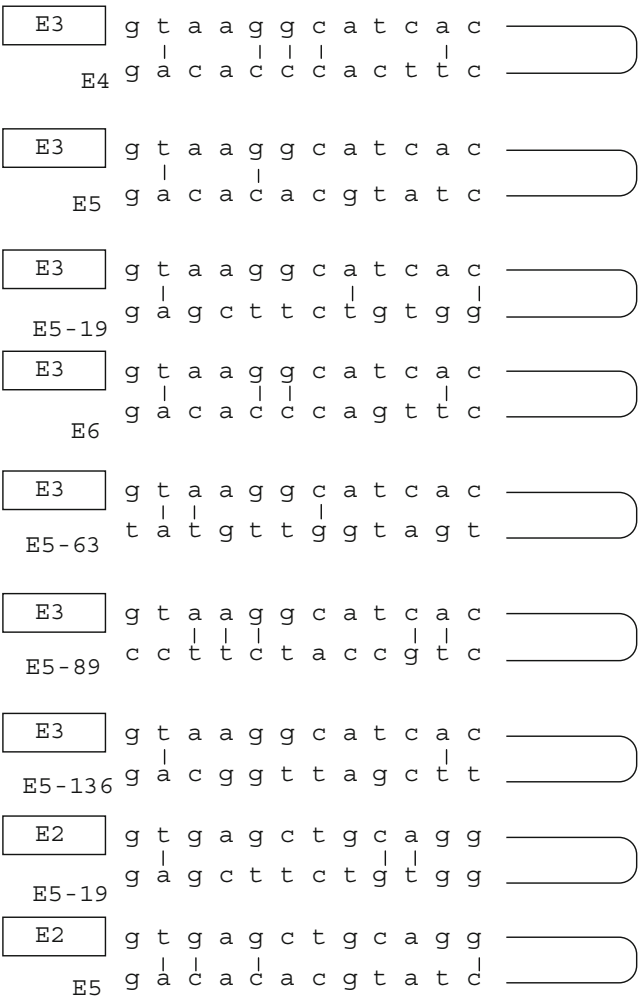 E3 g t a a g g c a t c a c
E4 g a c a c c c a c t t c
E3 g t a a g g c a t c a c
E5 g a c a c a c g t a t c
E3 g t a a g g c a t c a c
E5-19 g a g c t t c t g t g g
E3 g t a a g g c a t c a c
E6 g a c a c c c a g t t c
E3 g t a a g g c a t c a c
E5-63 t a t g t t g g t a g t
E3 g t a a g g c a t c a c
E5-89 c c t t c t a c c g t c
E3 g t a a g g c a t c a c
E5-136 g a c g g t t a g c t t
E2 g t g a g c t g c a g g
E5-19 g a g c t t c t g t g g
E2 g t g a g c t g c a g g
E5 g a c a c a c g t a t c